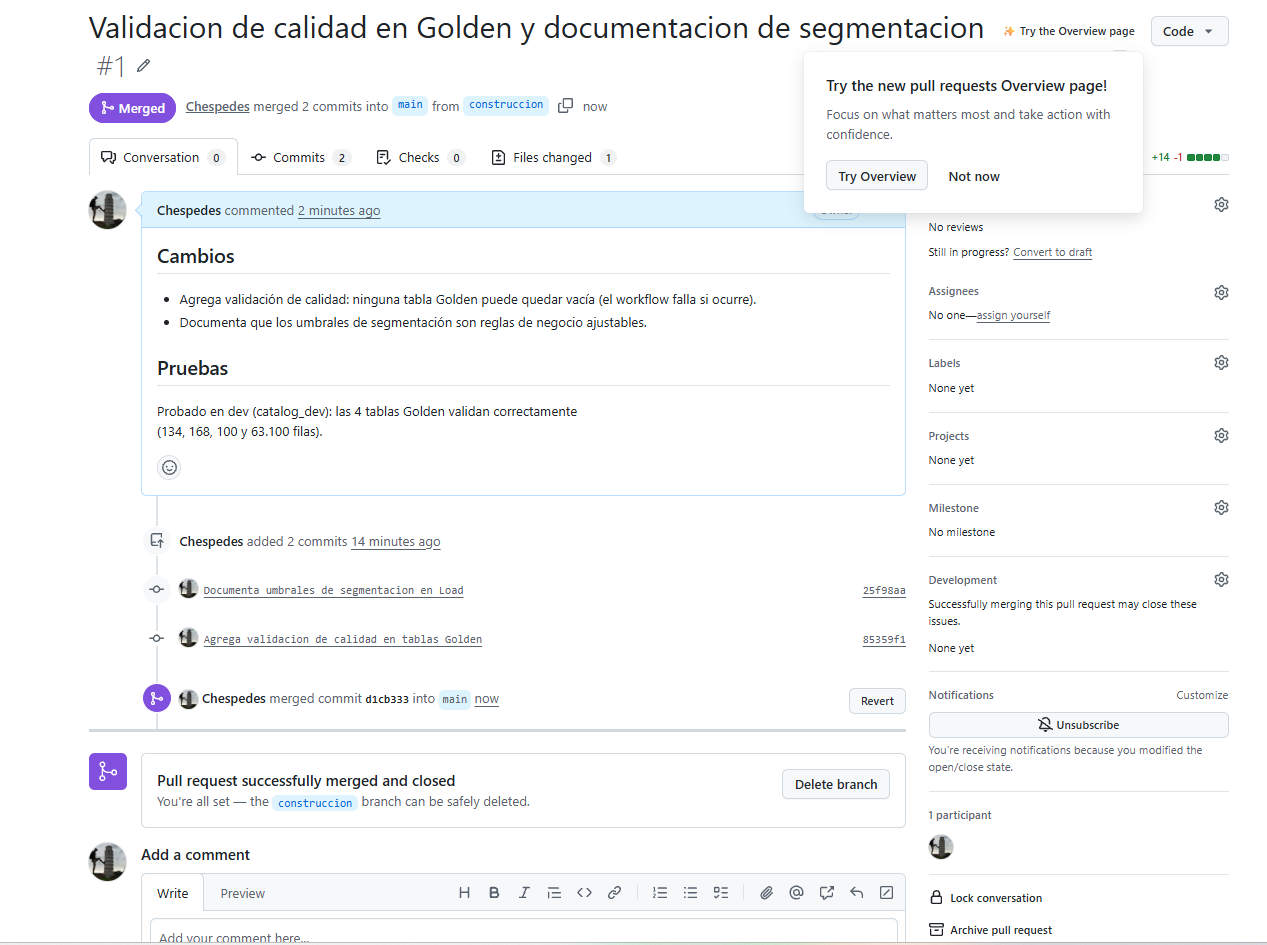 Validacion de calidad en Golden y documentacion de segmentacion
#1
Try the Overview page
Code
Try the new pull requests Overview page!
Focus on what matters most and take action with
confidence.
Try Overview
Not now
Merged
Chespedes merged 2 commits into main from construccion now
Conversation 0
Commits 2
Checks 0
Files changed 1
+14 -1
Chespedes commented 2 minutes ago
Cambios
Agrega validación de calidad: ninguna tabla Golden puede quedar vacía (el workflow falla si ocurre).
Documenta que los umbrales de segmentación son reglas de negocio ajustables.
Pruebas
Probado en dev (catalog_dev): las 4 tablas Golden validan correctamente
(134, 168, 100 y 63.100 filas).
Chespedes added 2 commits 14 minutes ago
Documenta umbrales de segmentacion en Load 25f98aa
Agrega validacion de calidad en tablas Golden 85359f1
Chespedes merged commit d1cb333 into main now
Revert
Pull request successfully merged and closed
You're all set — the construccion branch can be safely deleted.
Delete branch
Add a comment
Write
Preview
Add your comment here...
No reviews
Still in progress? Convert to draft
Assignees
No one—assign yourself
Labels
None yet
Projects
None yet
Milestone
No milestone
Development
Successfully merging this pull request may close these
issues.
None yet
Notifications
Customize
Unsubscribe
You're receiving notifications because you modified the
open/close state.
1 participant
Lock conversation
Archive pull request